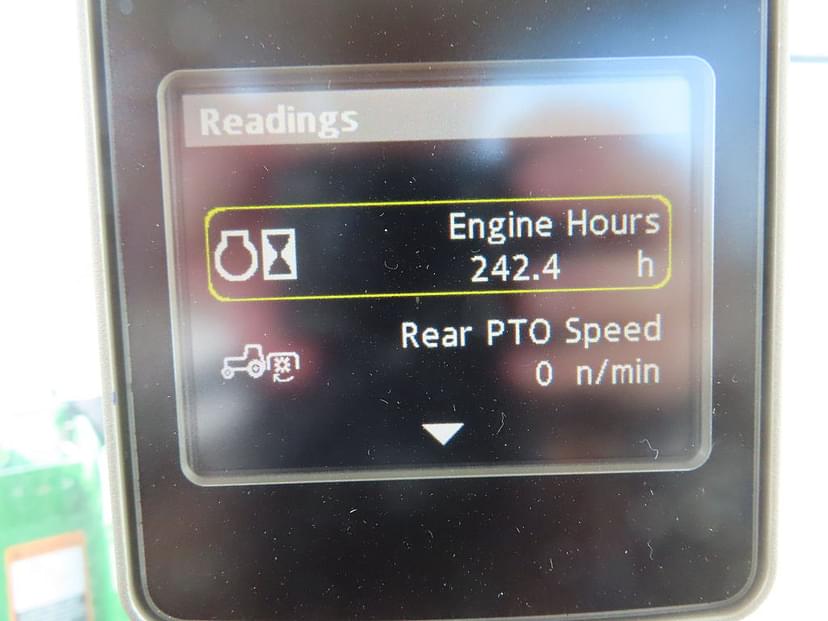 Readings
Engine Hours
242.4 h
Rear PTO Speed
0 n/min